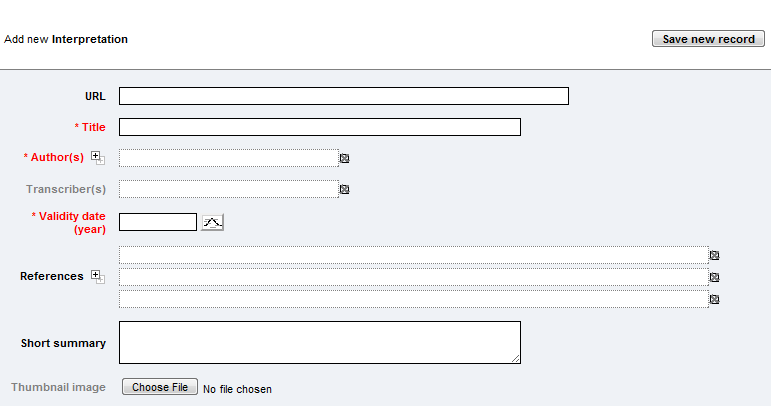 Add new Interpretation
Save new record
URL
* Title
* Author(s)
Transcriber(s)
* Validity date
(year)
References
Short summary
Thumbnail image
Choose File No file chosen